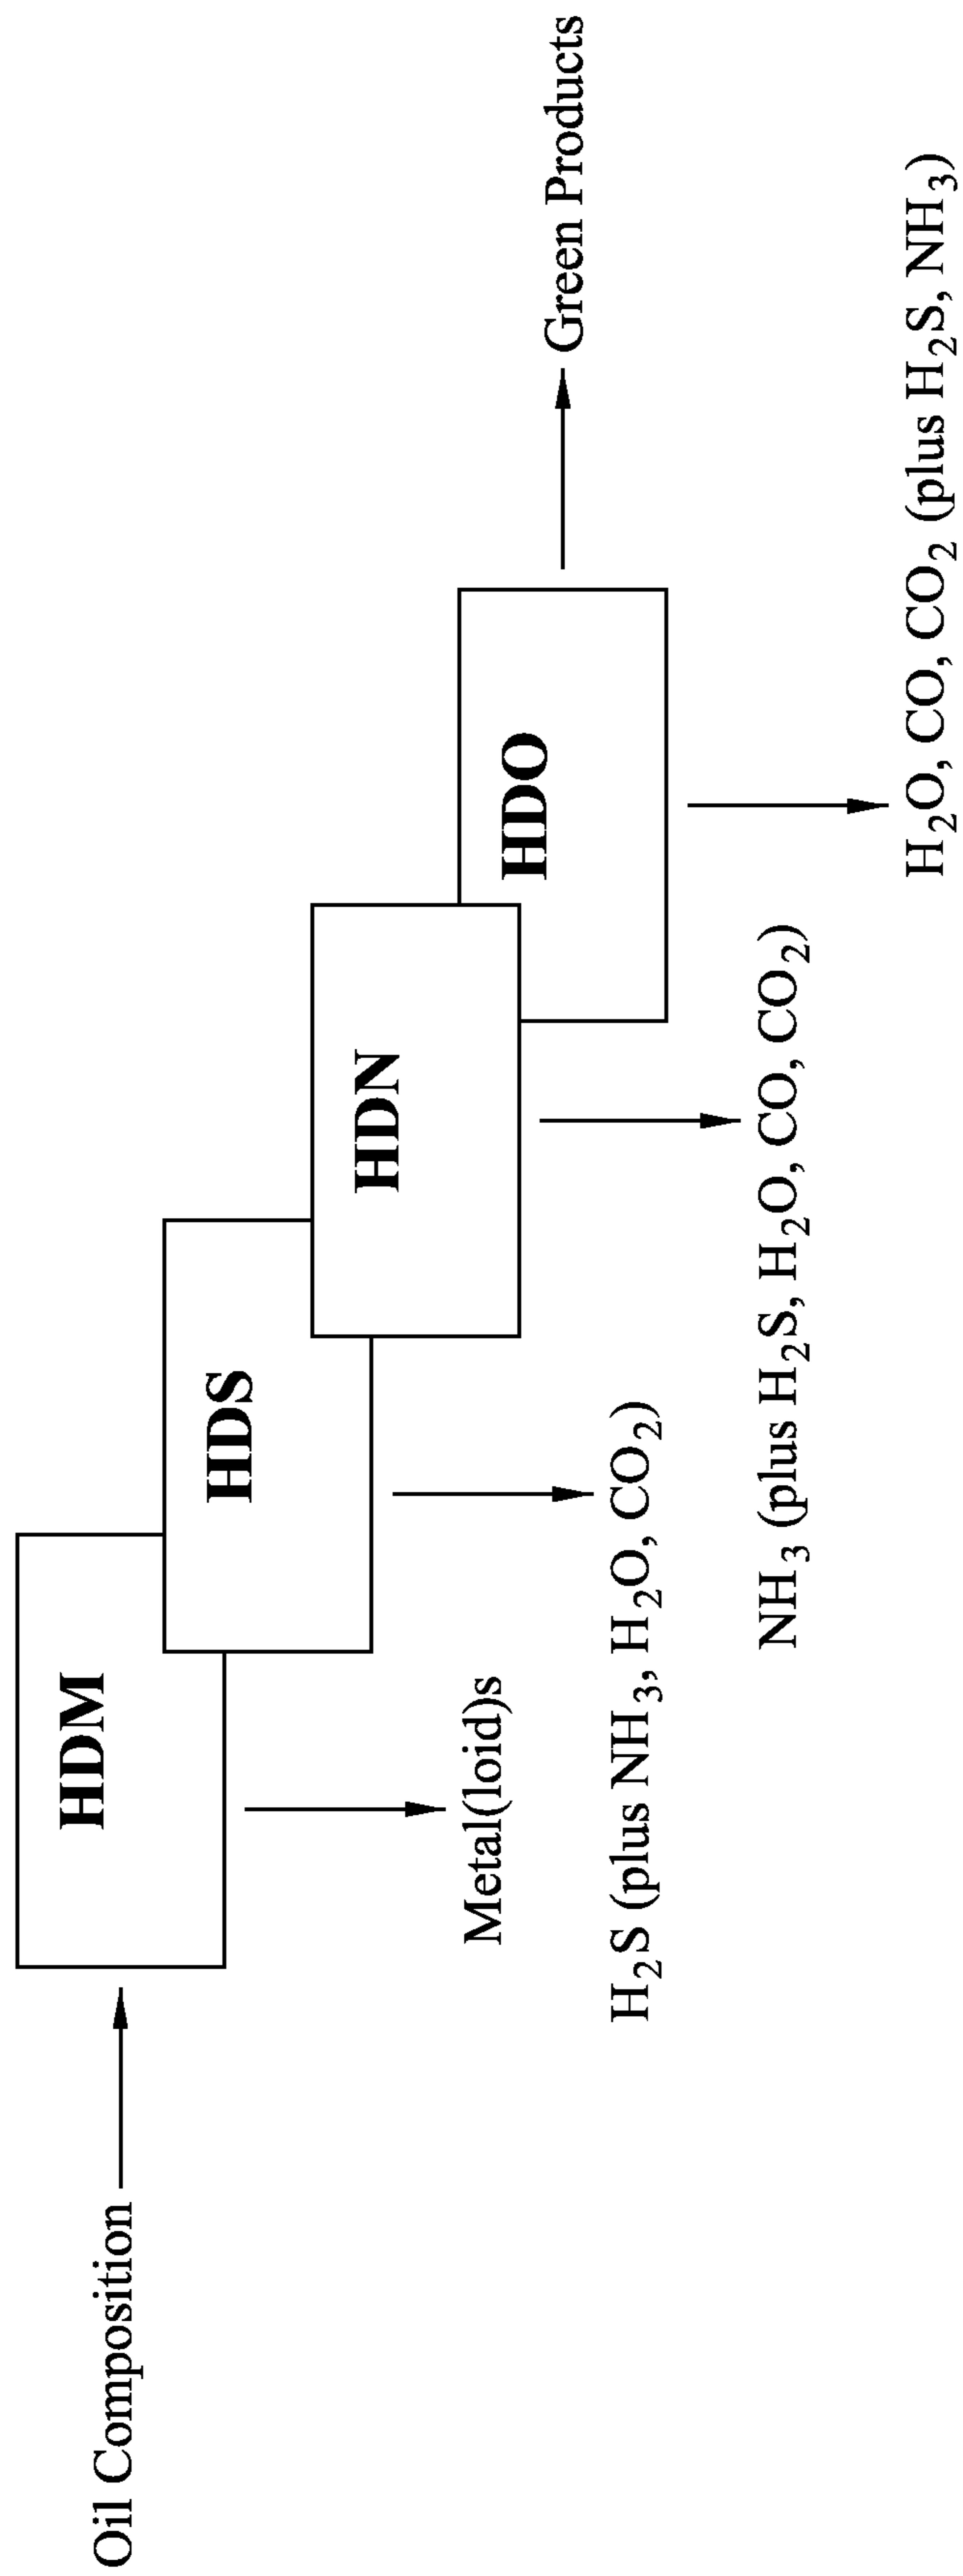 Oil Composition
HDM
Metal(loid)s
HDS
H₂S (plus NH₃, H₂O, CO₂)
HDN
NH₃ (plus H₂S, H₂O, CO, CO₂)
HDO
H₂O, CO, CO₂ (plus H₂S, NH₃)
Green Products